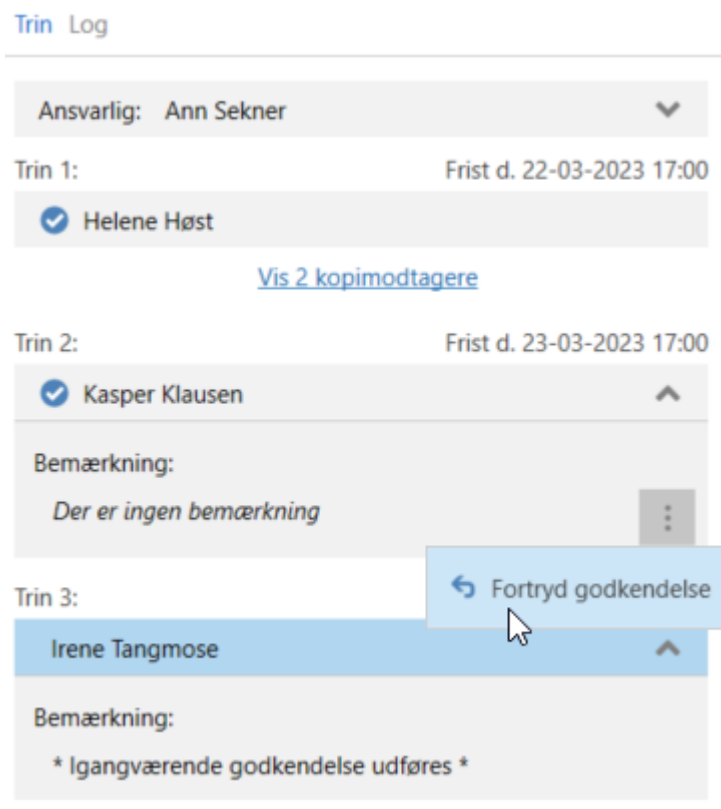 Trin Log
Ansvarlig: Ann Sekner
Trin 1: Frist d. 22-03-2023 17:00
Helene Høst
Vis 2 kopimodtagere
Trin 2: Frist d. 23-03-2023 17:00
Kasper Klausen
Bemærkning:
Der er ingen bemærkning
Fortryd godkendelse
Trin 3:
Irene Tangmose
Bemærkning:
* Igangværende godkendelse udføres *